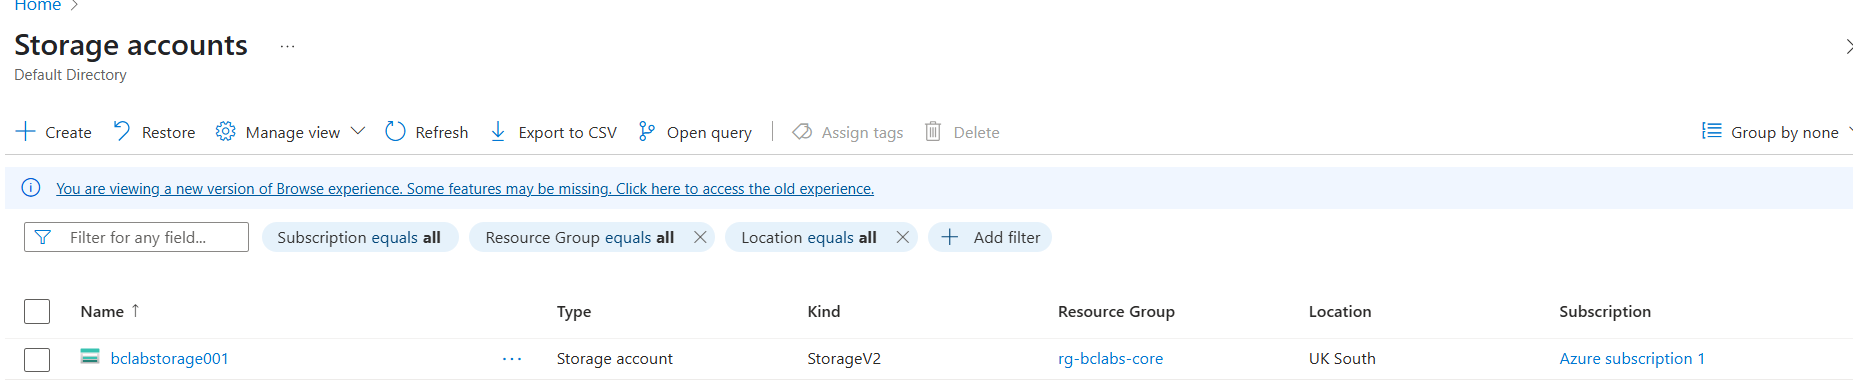 Home >
Storage accounts ...
Default Directory
Create Restore Manage view Refresh Export to CSV Open query Assign tags Delete Group by none
You are viewing a new version of Browse experience. Some features may be missing. Click here to access the old experience.
Filter for any field... Subscription equals all Resource Group equals all Location equals all Add filter
Name ↑ Type Kind Resource Group Location Subscription
bclabstorage001 ... Storage account StorageV2 rg-bclabs-core UK South Azure subscription 1